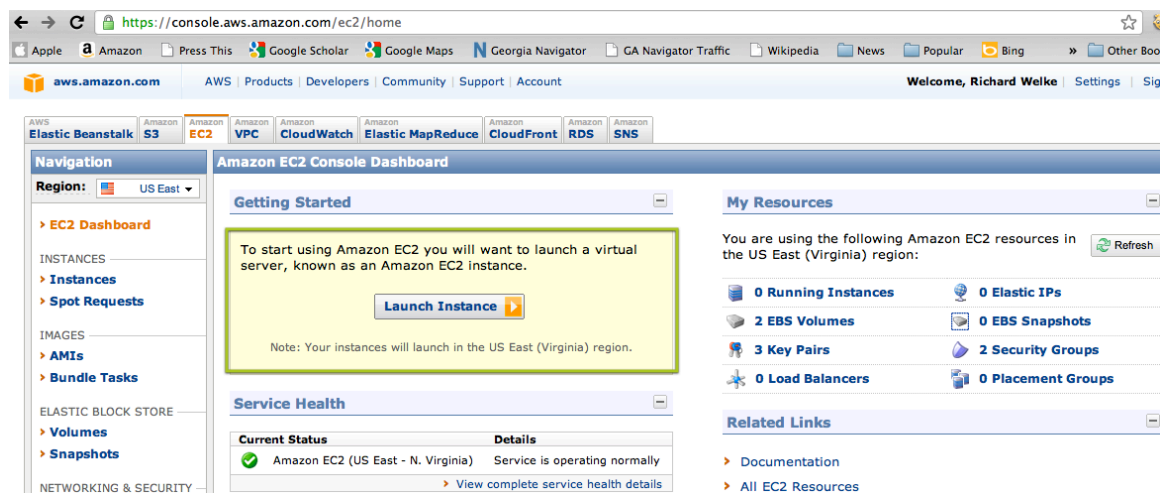 https://console.aws.amazon.com/ec2/home
Apple Amazon Press This Google Scholar Google Maps Georgia Navigator GA Navigator Traffic Wikipedia News Popular Bing » Other Boo
aws.amazon.com AWS | Products | Developers | Community | Support | Account Welcome, Richard Welke | Settings | Sig
AWS Elastic Beanstalk
Amazon S3
Amazon EC2
Amazon VPC
Amazon CloudWatch
Amazon Elastic MapReduce
Amazon CloudFront
Amazon RDS
Amazon SNS
Navigation
Region: US East
EC2 Dashboard
INSTANCES
Instances
Spot Requests
IMAGES
AMIs
Bundle Tasks
ELASTIC BLOCK STORE
Volumes
Snapshots
NETWORKING & SECURITY
Amazon EC2 Console Dashboard
Getting Started
To start using Amazon EC2 you will want to launch a virtual
server, known as an Amazon EC2 instance.
Launch Instance
Note: Your instances will launch in the US East (Virginia) region.
Service Health
Current Status Details
Amazon EC2 (US East - N. Virginia) Service is operating normally
View complete service health details
My Resources
You are using the following Amazon EC2 resources in
the US East (Virginia) region:
Refresh
0 Running Instances 0 Elastic IPs
2 EBS Volumes 0 EBS Snapshots
3 Key Pairs 2 Security Groups
0 Load Balancers 0 Placement Groups
Related Links
Documentation
All EC2 Resources